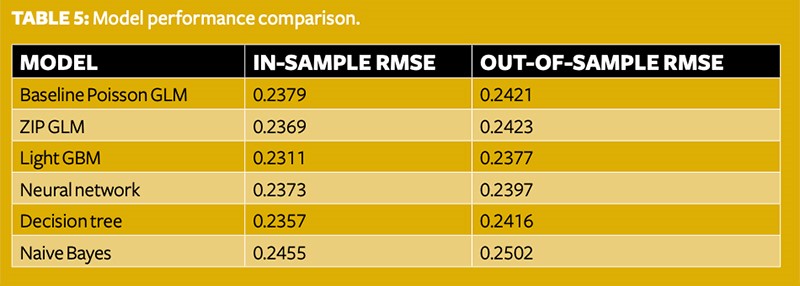 TABLE 5: Model performance comparison.
MODEL IN-SAMPLE RMSE OUT-OF-SAMPLE RMSE
Baseline Poisson GLM 0.2379 0.2421
ZIP GLM 0.2369 0.2423
Light GBM 0.2311 0.2377
Neural network 0.2373 0.2397
Decision tree 0.2357 0.2416
Naive Bayes 0.2455 0.2502